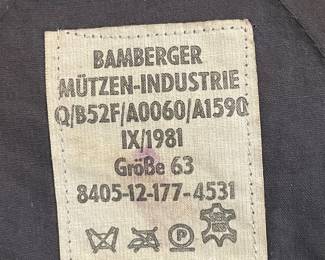 BAMBERGER
MÜTZEN-INDUSTRIE
Q/B52F/A0060/A1590
IX/1981
Größe 63
8405-12-177-4531
P